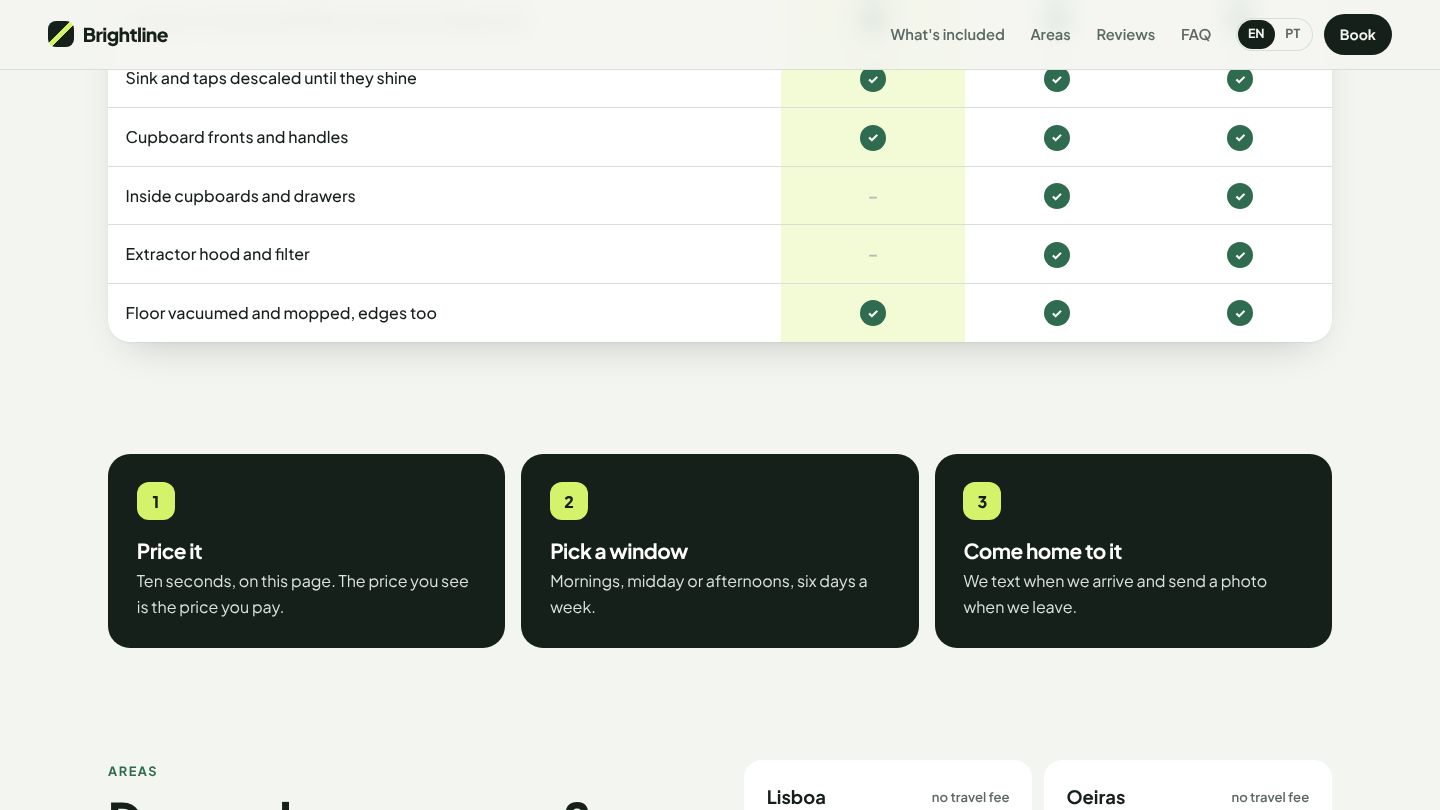 Brightline
What's included
Areas
Reviews
FAQ
EN
PT
Book
Sink and taps descaled until they shine
Cupboard fronts and handles
Inside cupboards and drawers
–
Extractor hood and filter
–
Floor vacuumed and mopped, edges too
1
Price it
Ten seconds, on this page. The price you see
is the price you pay.
2
Pick a window
Mornings, midday or afternoons, six days a
week.
3
Come home to it
We text when we arrive and send a photo
when we leave.
AREAS
Lisboa
no travel fee
Oeiras
no travel fee